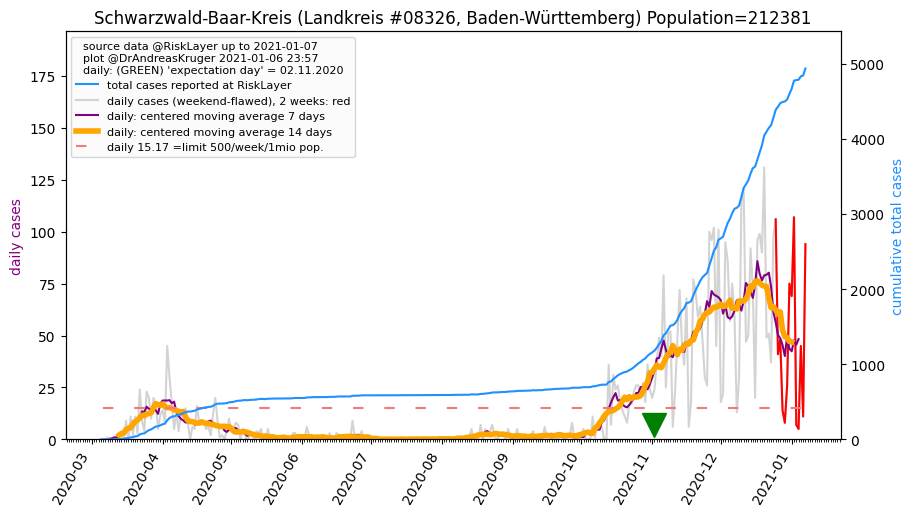 Schwarzwald-Baar-Kreis (Landkreis #08326, Baden-Württemberg) Population=212381
source data @RiskLayer up to 2021-01-07
plot @DrAndreasKruger 2021-01-06 23:57
daily: (GREEN) 'expectation day' = 02.11.2020
total cases reported at RiskLayer
daily cases (weekend-flawed), 2 weeks: red
daily: centered moving average 7 days
daily: centered moving average 14 days
daily 15.17 =limit 500/week/1mio pop.
daily cases
175
150
125
100
75
50
25
0
cumulative total cases
5000
4000
3000
2000
1000
0
2020-03
2020-04
2020-05
2020-06
2020-07
2020-08
2020-09
2020-10
2020-11
2020-12
2021-01